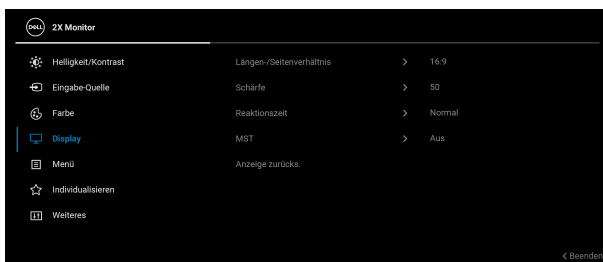 DELL 2X Monitor
Helligkeit/Kontrast Längen-/Seitenverhältnis > 16:9
Eingabe-Quelle Schärfe > 50
Farbe Reaktionszeit > Normal
Display MST > Aus
Menü Anzeige zurücks.
Individualisieren
Weiteres
< Beenden